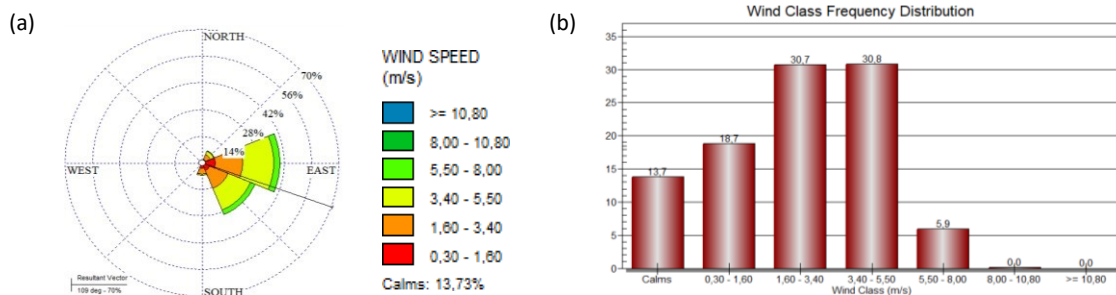 (a)
NORTH
70%
56%
42%
28%
14%
WEST
EAST
SOUTH
Resultant Vector
109 deg - 70%
WIND SPEED
(m/s)
>= 10,80
8,00 - 10,80
5,50 - 8,00
3,40 - 5,50
1,60 - 3,40
0,30 - 1,60
Calms: 13,73%
(b)
Wind Class Frequency Distribution
35
30
25
20
15
10
5
0
13,7
18,7
30,7
30,8
5,9
0,0
0,0
Calms
0,30 - 1,60
1,60 - 3,40
3,40 - 5,50
5,50 - 8,00
8,00 - 10,80
>= 10,80
Wind Class (m/s)